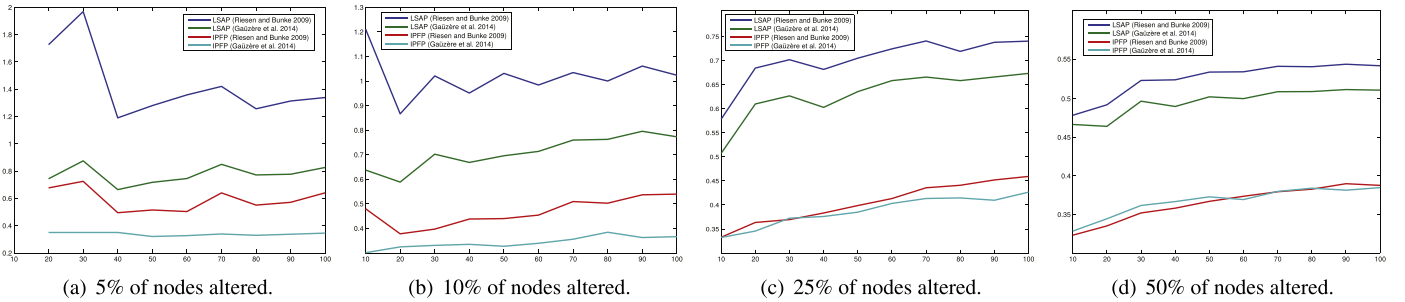 2
1.8
1.6
1.4
1.2
1
0.8
0.6
0.4
0.2
10 20 30 40 50 60 70 80 90 100
LSAP (Riesen and Bunke 2009)
LSAP (Gaüzère et al. 2014)
IPFP (Riesen and Bunke 2009)
IPFP (Gaüzère et al. 2014)
(a) 5% of nodes altered.
1.3
1.2
1.1
1
0.9
0.8
0.7
0.6
0.5
0.4
10 20 30 40 50 60 70 80 90 100
LSAP (Riesen and Bunke 2009)
LSAP (Gaüzère et al. 2014)
IPFP (Riesen and Bunke 2009)
IPFP (Gaüzère et al. 2014)
(b) 10% of nodes altered.
0.75
0.7
0.65
0.6
0.55
0.5
0.45
0.4
0.35
10 20 30 40 50 60 70 80 90 100
LSAP (Riesen and Bunke 2009)
LSAP (Gaüzère et al. 2014)
IPFP (Riesen and Bunke 2009)
IPFP (Gaüzère et al. 2014)
(c) 25% of nodes altered.
0.55
0.5
0.45
0.4
0.35
10 20 30 40 50 60 70 80 90 100
LSAP (Riesen and Bunke 2009)
LSAP (Gaüzère et al. 2014)
IPFP (Riesen and Bunke 2009)
IPFP (Gaüzère et al. 2014)
(d) 50% of nodes altered.